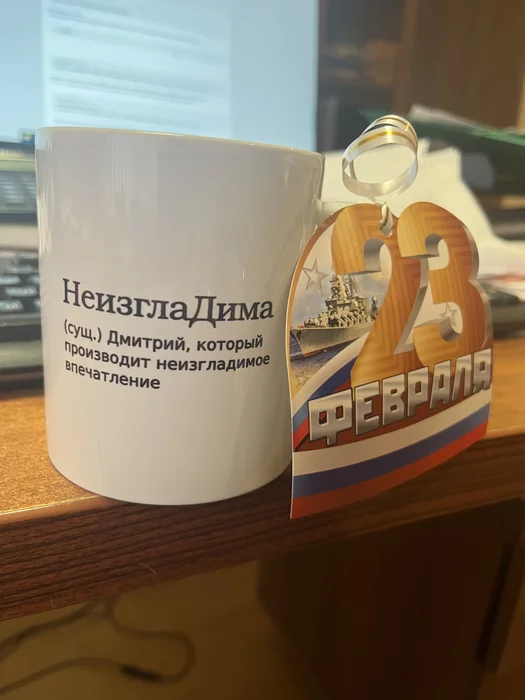 НеизглаДима
(сущ.) Дмитрий, который
производит неизгладимое
впечатление
23
ФЕВРАЛЯ